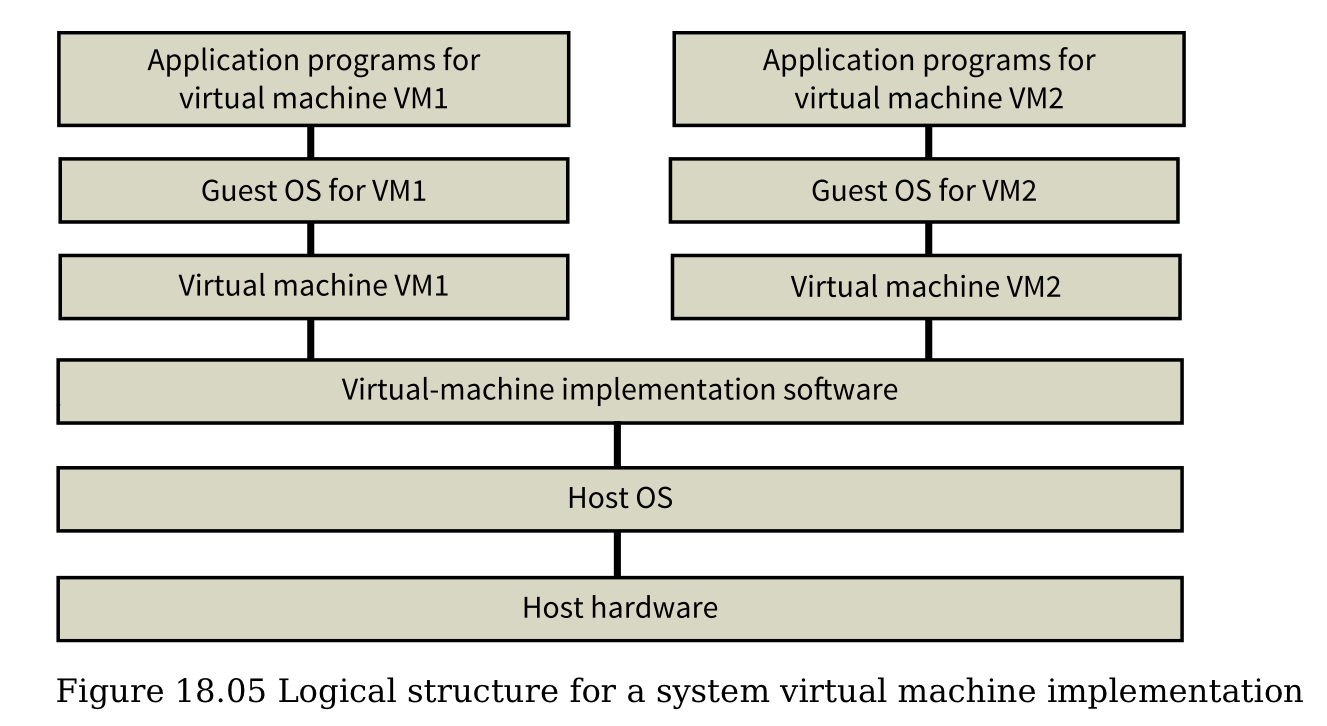 Application programs for
virtual machine VM1
Application programs for
virtual machine VM2
Guest OS for VM1
Guest OS for VM2
Virtual machine VM1
Virtual machine VM2
Virtual-machine implementation software
Host OS
Host hardware
Figure 18.05 Logical structure for a system virtual machine implementation